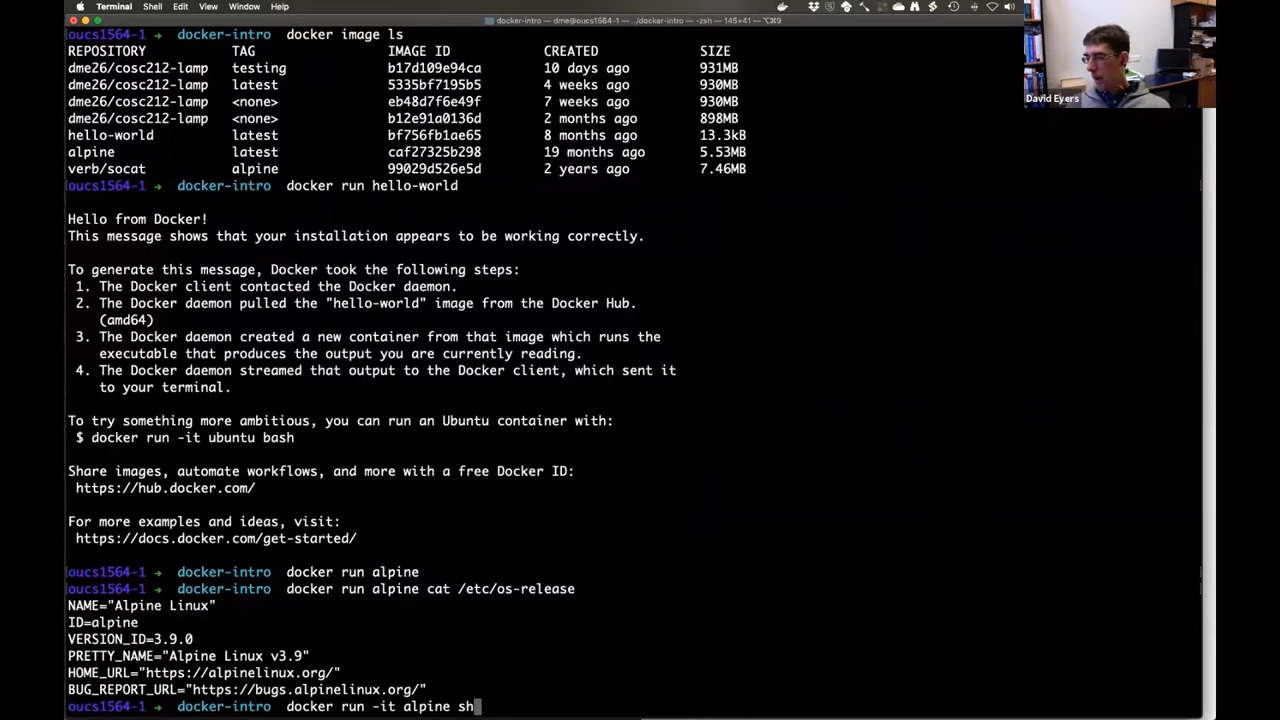 Terminal Shell Edit View Window Help
docker-intro — dme@oucs1564-1 — ../docker-intro — -zsh — 145×41 — ⌥⌘9
oucs1564-1 → docker-intro docker image ls
REPOSITORY TAG IMAGE ID CREATED SIZE
dme26/cosc212-lamp testing b17d109e94ca 10 days ago 931MB
dme26/cosc212-lamp latest 5335bf7195b5 4 weeks ago 930MB
dme26/cosc212-lamp <none> eb48d7f6e49f 7 weeks ago 930MB
dme26/cosc212-lamp <none> b12e91a0136d 2 months ago 898MB
hello-world latest bf756fb1ae65 8 months ago 13.3kB
alpine latest caf27325b298 19 months ago 5.53MB
verb/socat alpine 99029d526e5d 2 years ago 7.46MB
oucs1564-1 → docker-intro docker run hello-world
Hello from Docker!
This message shows that your installation appears to be working correctly.
To generate this message, Docker took the following steps:
1. The Docker client contacted the Docker daemon.
2. The Docker daemon pulled the "hello-world" image from the Docker Hub.
(amd64)
3. The Docker daemon created a new container from that image which runs the
executable that produces the output you are currently reading.
4. The Docker daemon streamed that output to the Docker client, which sent it
to your terminal.
To try something more ambitious, you can run an Ubuntu container with:
$ docker run -it ubuntu bash
Share images, automate workflows, and more with a free Docker ID:
https://hub.docker.com/
For more examples and ideas, visit:
https://docs.docker.com/get-started/
oucs1564-1 → docker-intro docker run alpine
oucs1564-1 → docker-intro docker run alpine cat /etc/os-release
NAME="Alpine Linux"
ID=alpine
VERSION_ID=3.9.0
PRETTY_NAME="Alpine Linux v3.9"
HOME_URL="https://alpinelinux.org/"
BUG_REPORT_URL="https://bugs.alpinelinux.org/"
oucs1564-1 → docker-intro docker run -it alpine sh
David Eyers